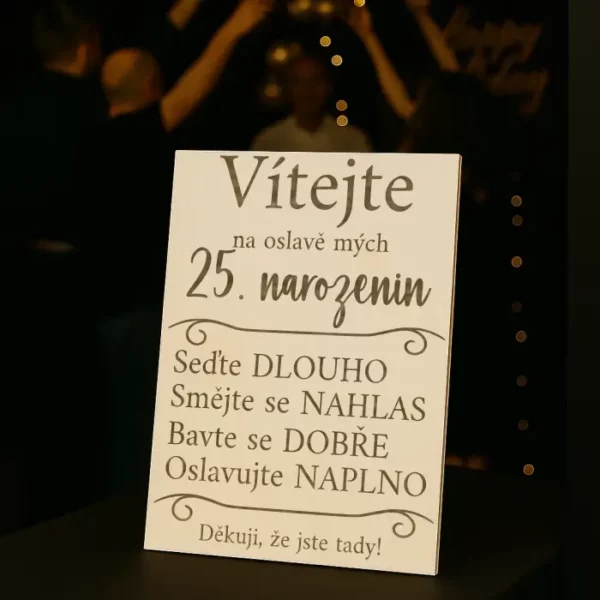 Happy
Vítejte
na oslavě mých
25. narozenin
Seďte DLOUHO
Smějte se NAHLAS
Bavte se DOBŘE
Oslavujte NAPLNO
Děkuji, že jste tady!